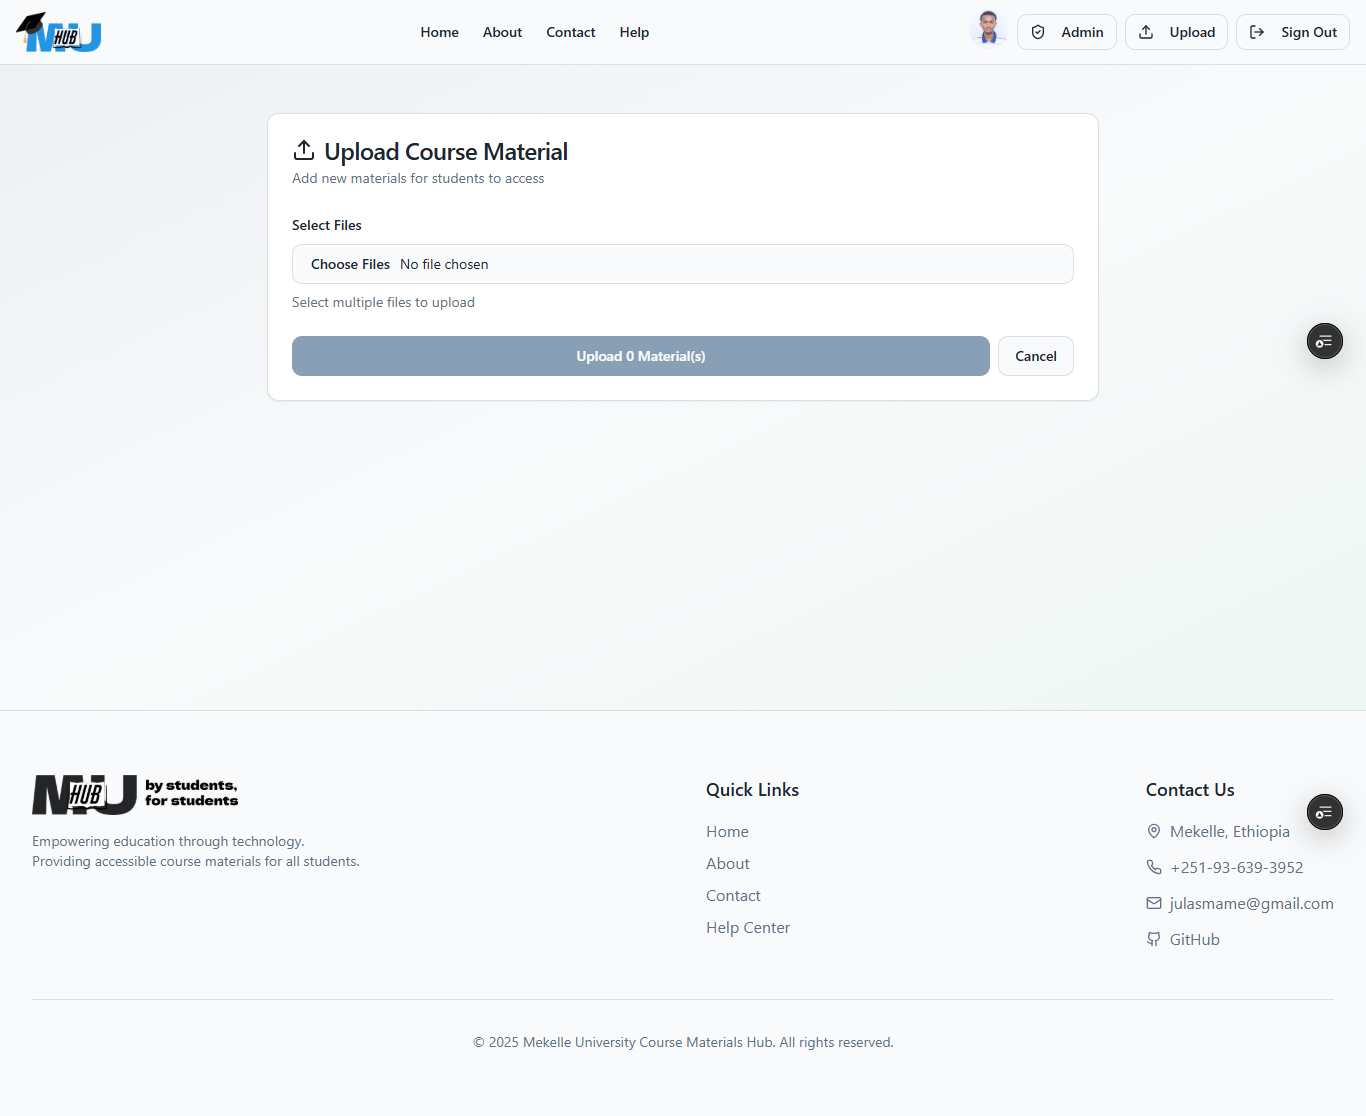 MU HUB
Home
About
Contact
Help
Admin
Upload
Sign Out
Upload Course Material
Add new materials for students to access
Select Files
Choose Files No file chosen
Select multiple files to upload
Upload 0 Material(s)
Cancel
MU HUB
by students,
for students
Empowering education through technology.
Providing accessible course materials for all students.
Quick Links
Home
About
Contact
Help Center
Contact Us
Mekelle, Ethiopia
+251-93-639-3952
julasmame@gmail.com
GitHub
© 2025 Mekelle University Course Materials Hub. All rights reserved.